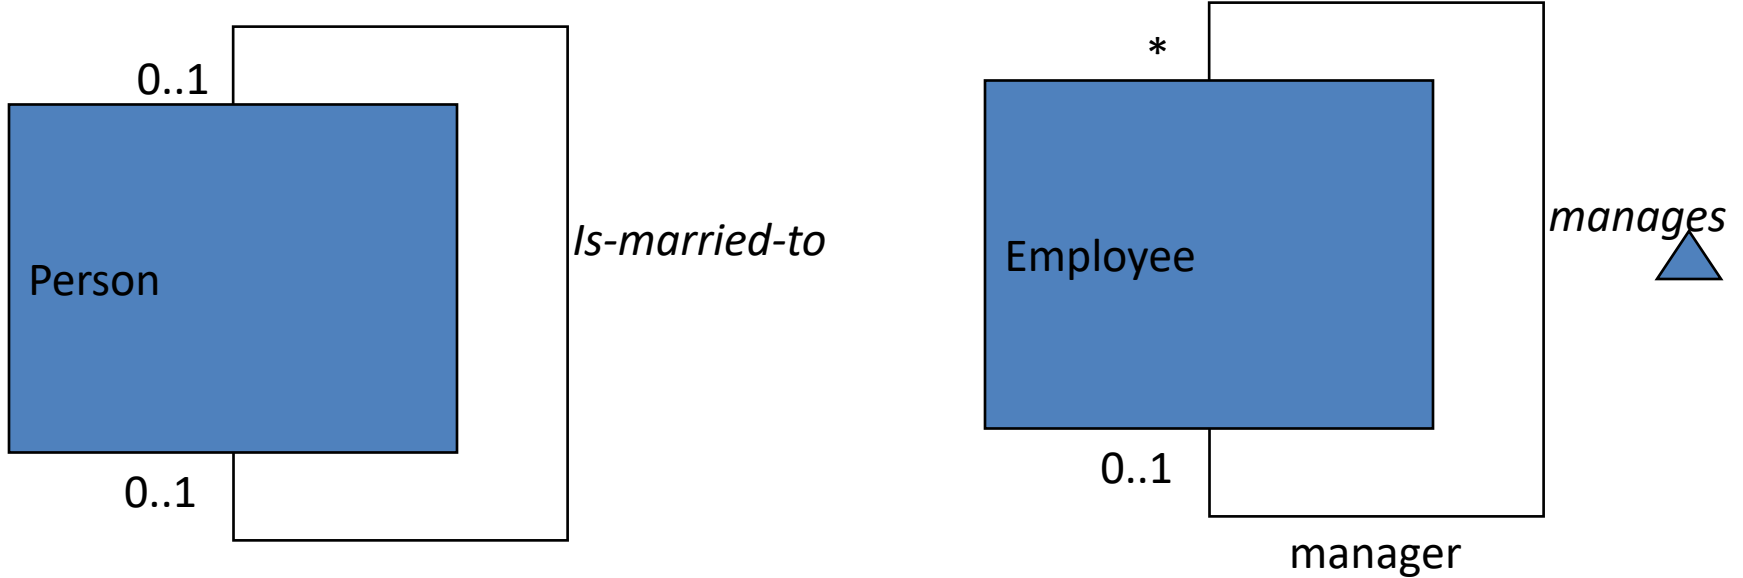 0..1
Person
Is-married-to
0..1
*
Employee
manages
0..1
manager